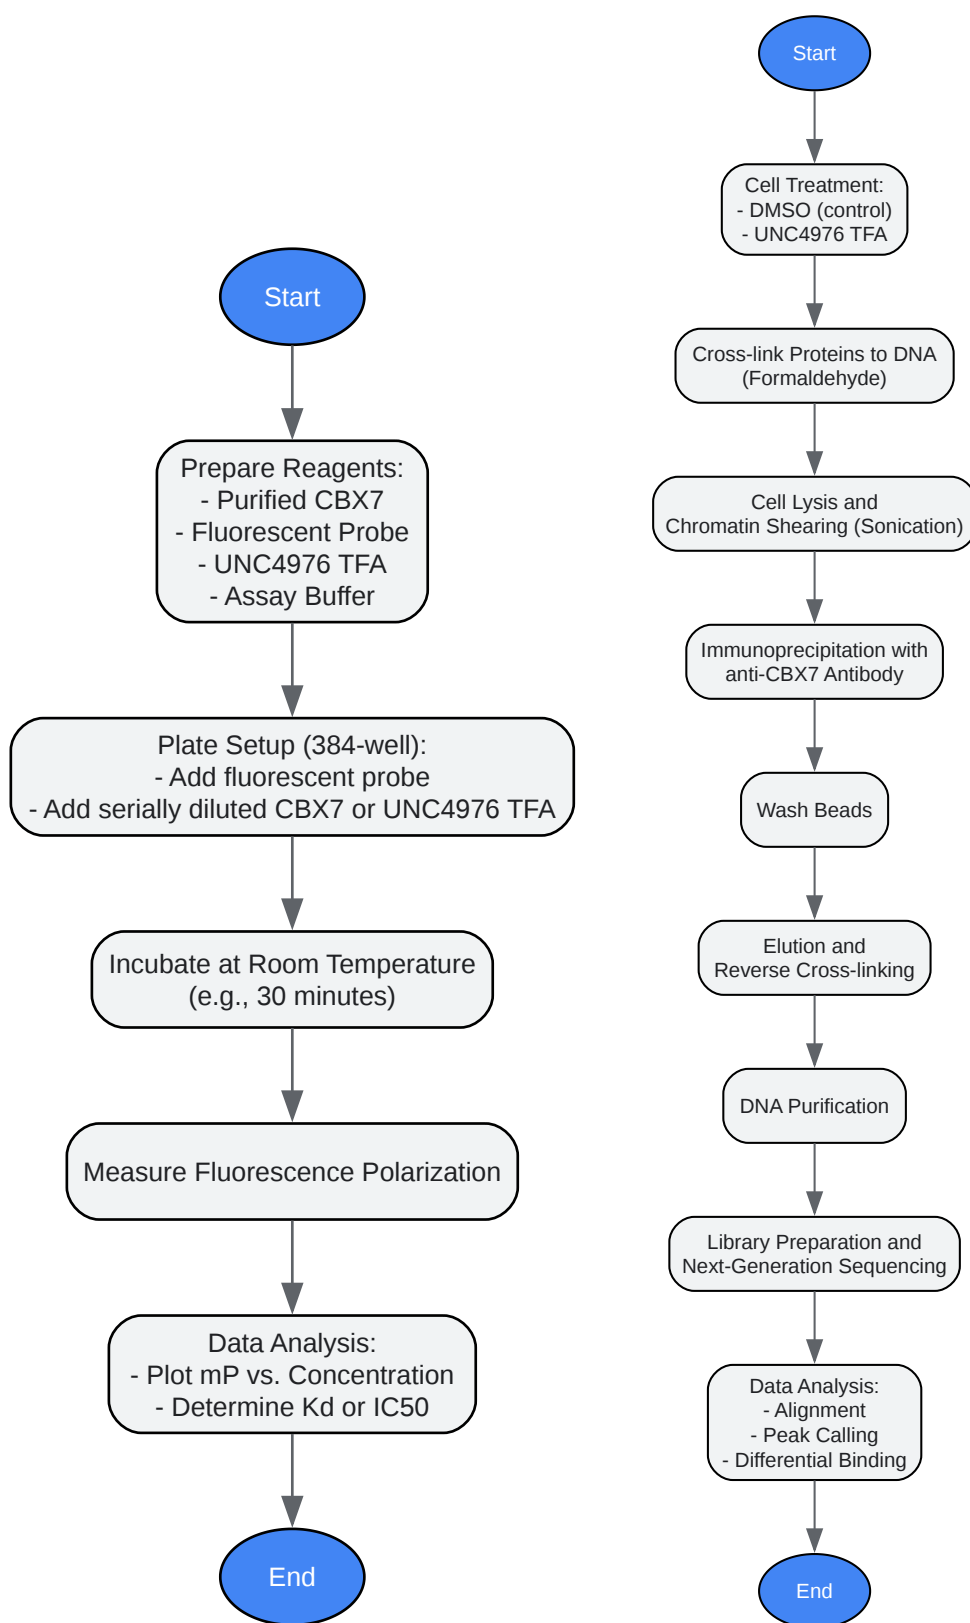 Start
Prepare Reagents:
- Purified CBX7
- Fluorescent Probe
- UNC4976 TFA
- Assay Buffer
Plate Setup (384-well):
- Add fluorescent probe
- Add serially diluted CBX7 or UNC4976 TFA
Incubate at Room Temperature
(e.g., 30 minutes)
Measure Fluorescence Polarization
Data Analysis:
- Plot mP vs. Concentration
- Determine Kd or IC50
End
Start
Cell Treatment:
- DMSO (control)
- UNC4976 TFA
Cross-link Proteins to DNA
(Formaldehyde)
Cell Lysis and
Chromatin Shearing (Sonication)
Immunoprecipitation with
anti-CBX7 Antibody
Wash Beads
Elution and
Reverse Cross-linking
DNA Purification
Library Preparation and
Next-Generation Sequencing
Data Analysis:
- Alignment
- Peak Calling
- Differential Binding
End